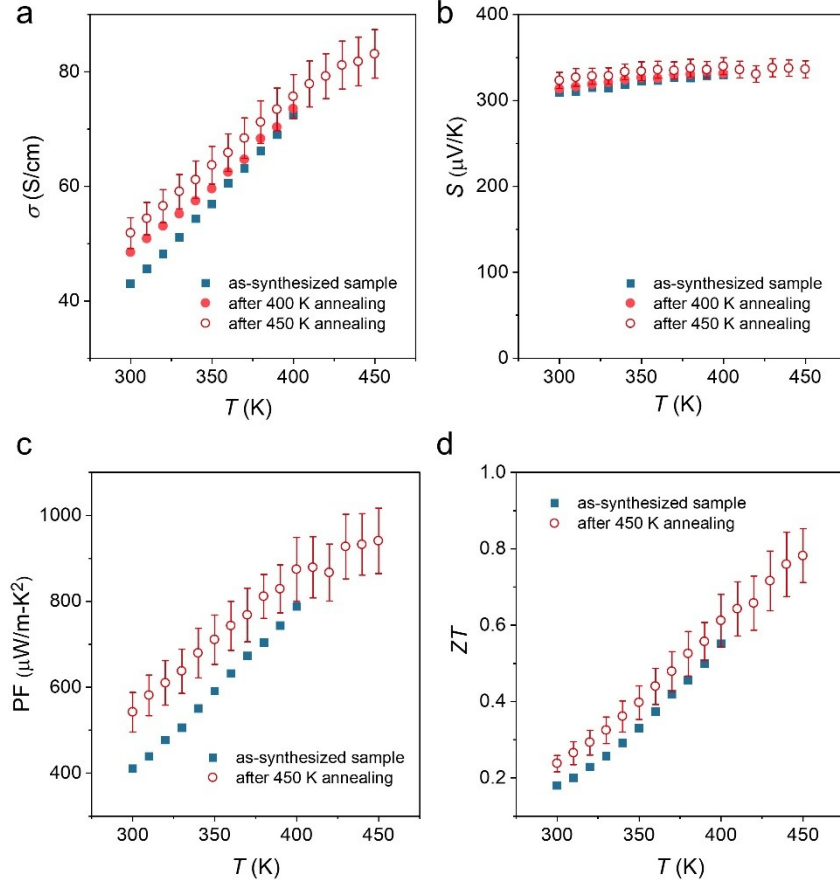 a
80
60
40
σ (S/cm)
as-synthesized sample
after 400 K annealing
after 450 K annealing
300 350 400 450
T (K)
b
400
300
200
100
0
S (μV/K)
as-synthesized sample
after 400 K annealing
after 450 K annealing
300 350 400 450
T (K)
c
1000
800
600
400
PF (μW/m-K²)
as-synthesized sample
after 450 K annealing
300 350 400 450
T (K)
d
1.0
0.8
0.6
0.4
0.2
ZT
as-synthesized sample
after 450 K annealing
300 350 400 450
T (K)